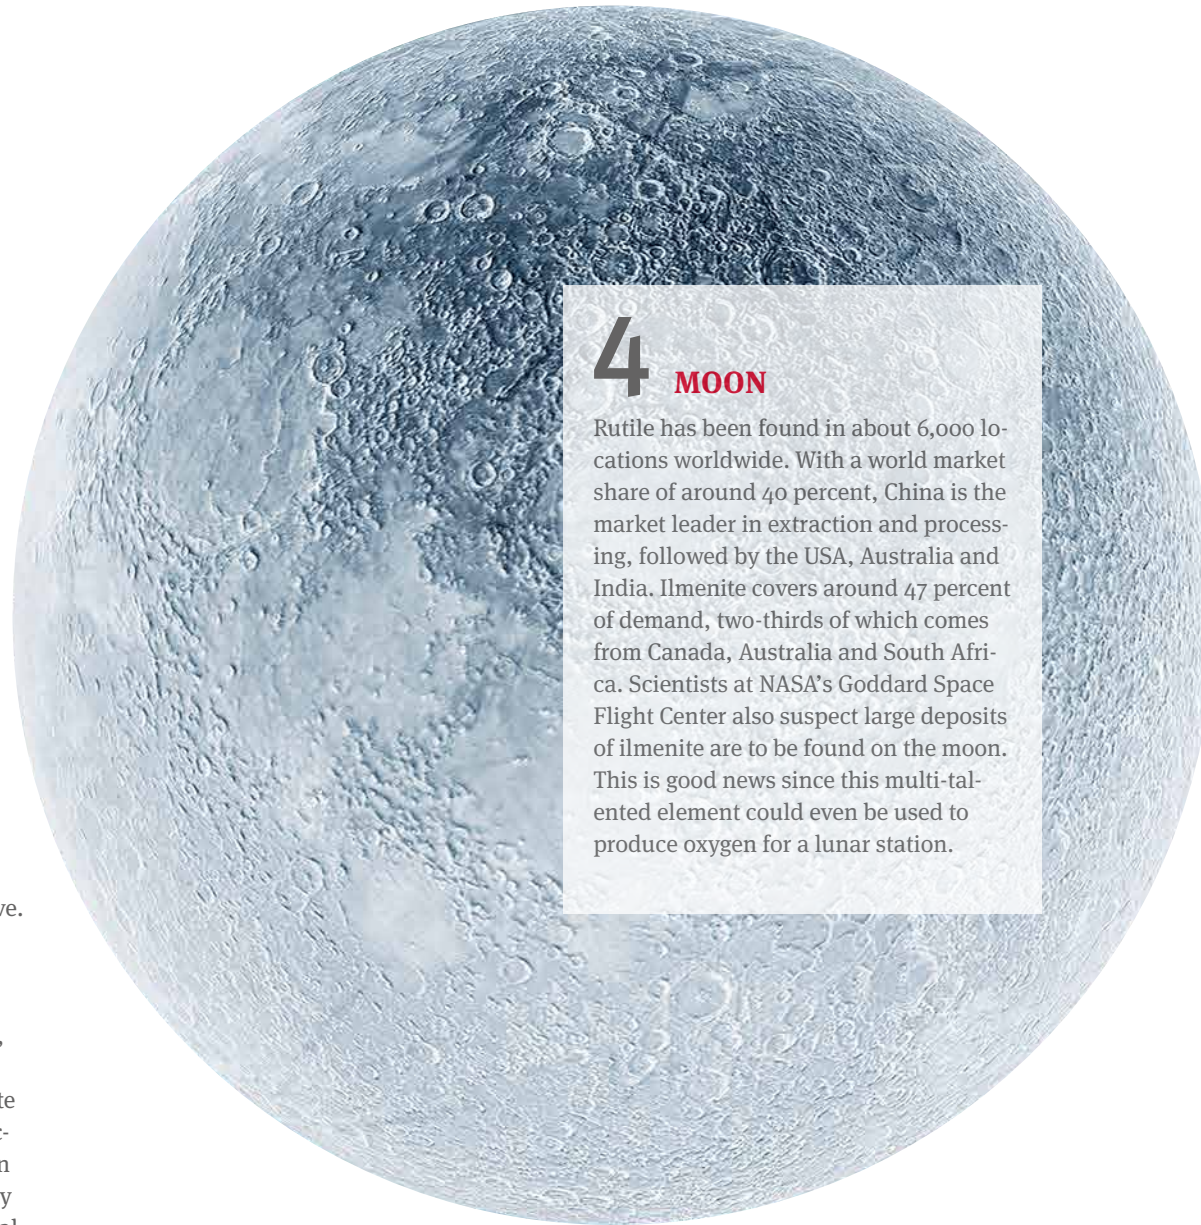 4 MOON
Rutile has been found in about 6,000 lo-
cations worldwide. With a world market
share of around 40 percent, China is the
market leader in extraction and process-
ing, followed by the USA, Australia and
India. Ilmenite covers around 47 percent
of demand, two-thirds of which comes
from Canada, Australia and South Afri-
ca. Scientists at NASA’s Goddard Space
Flight Center also suspect large deposits
of ilmenite are to be found on the moon.
This is good news since this multi-tal-
ented element could even be used to
produce oxygen for a lunar station.